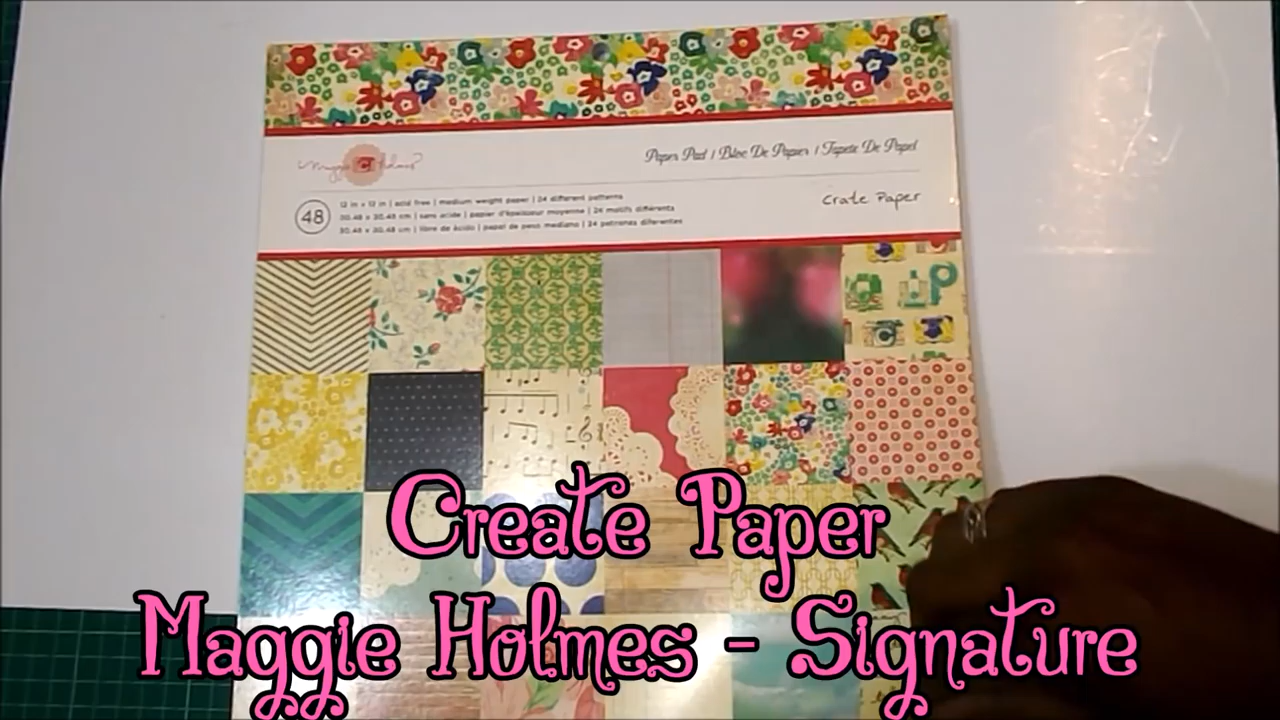 Maggie Holmes
Paper Pad / Bloc De Papier / Tapete De Papel
crate Paper
48
12 in x 12 in | acid free | medium weight paper | 24 different patterns
30,48 x 30,48 cm | sans acide | papier d'épaisseur moyenne | 24 motifs différents
30,48 x 30,48 cm | libre de ácido | papel de peso mediano | 24 patrones diferentes
Create Paper
Maggie Holmes - Signature